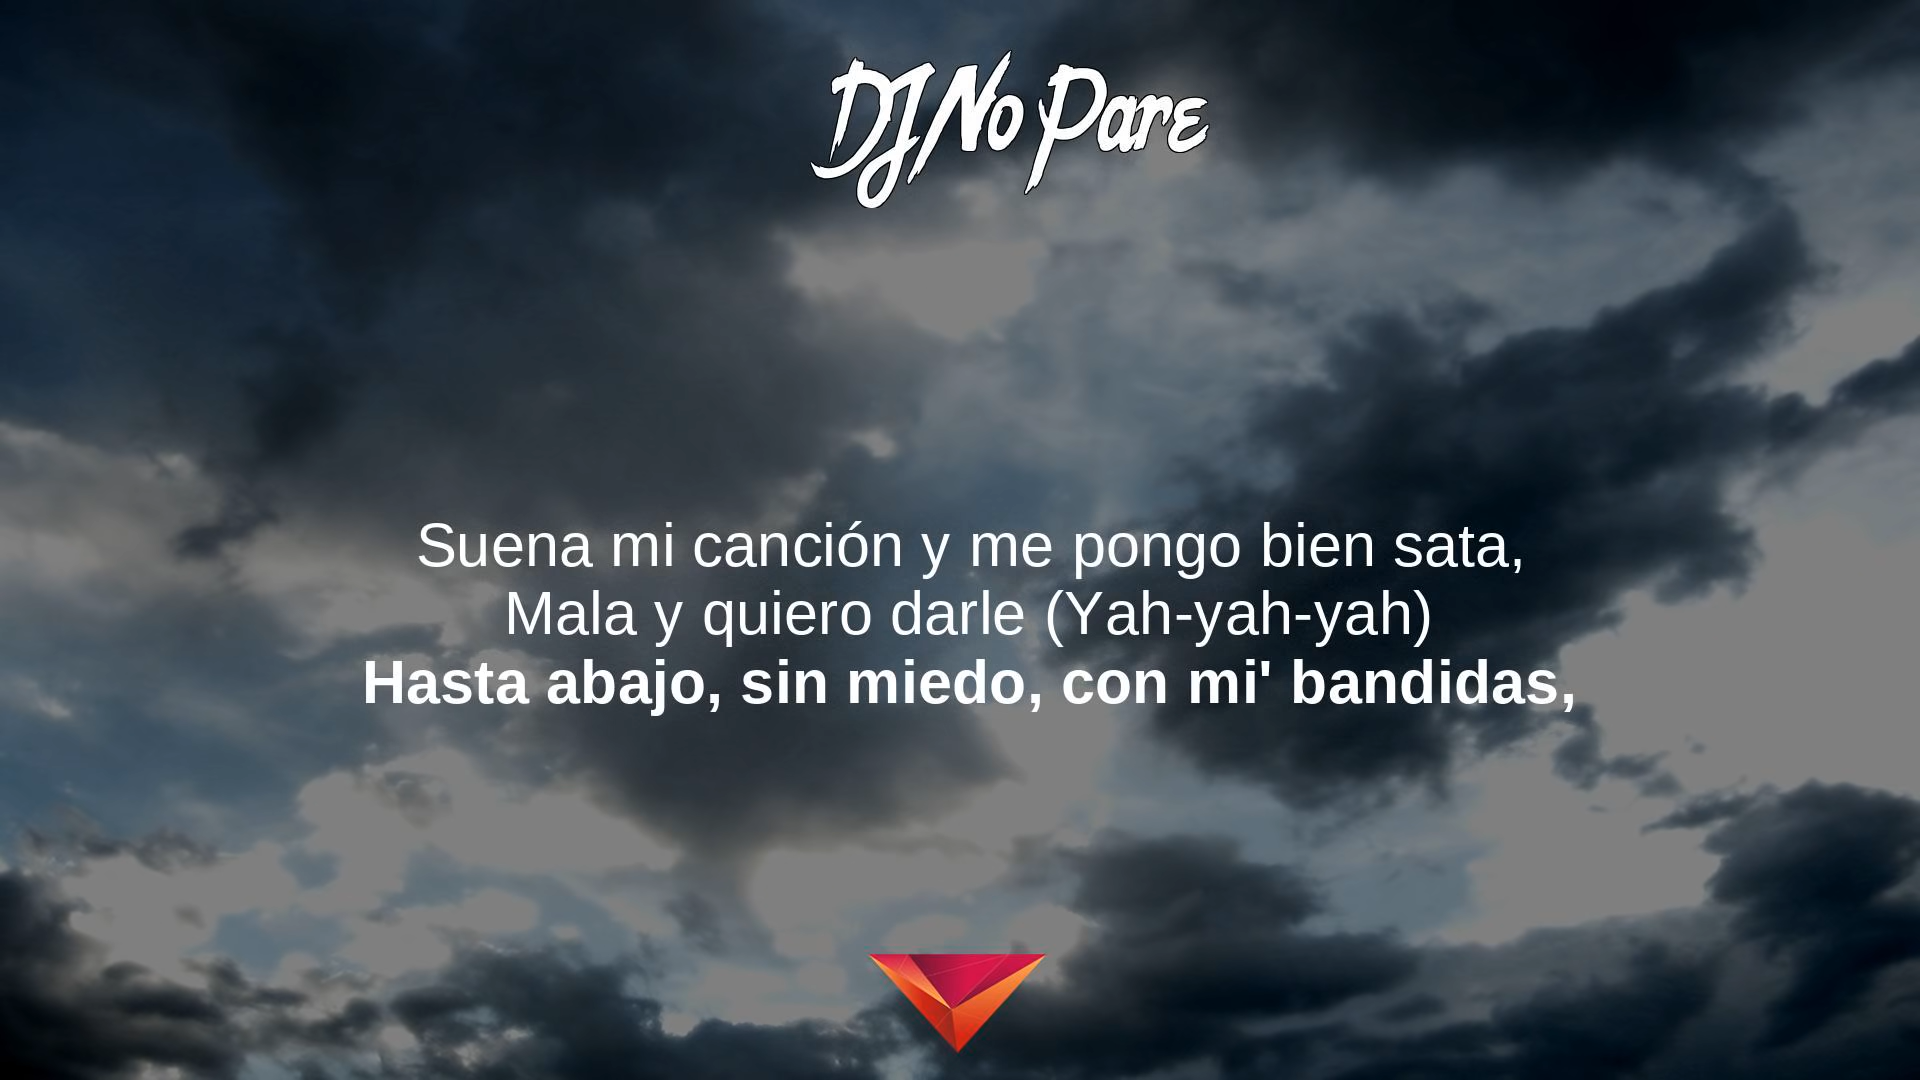 DJ No Pare
Suena mi canción y me pongo bien sata,
Mala y quiero darle (Yah-yah-yah)
Hasta abajo, sin miedo, con mi' bandidas,